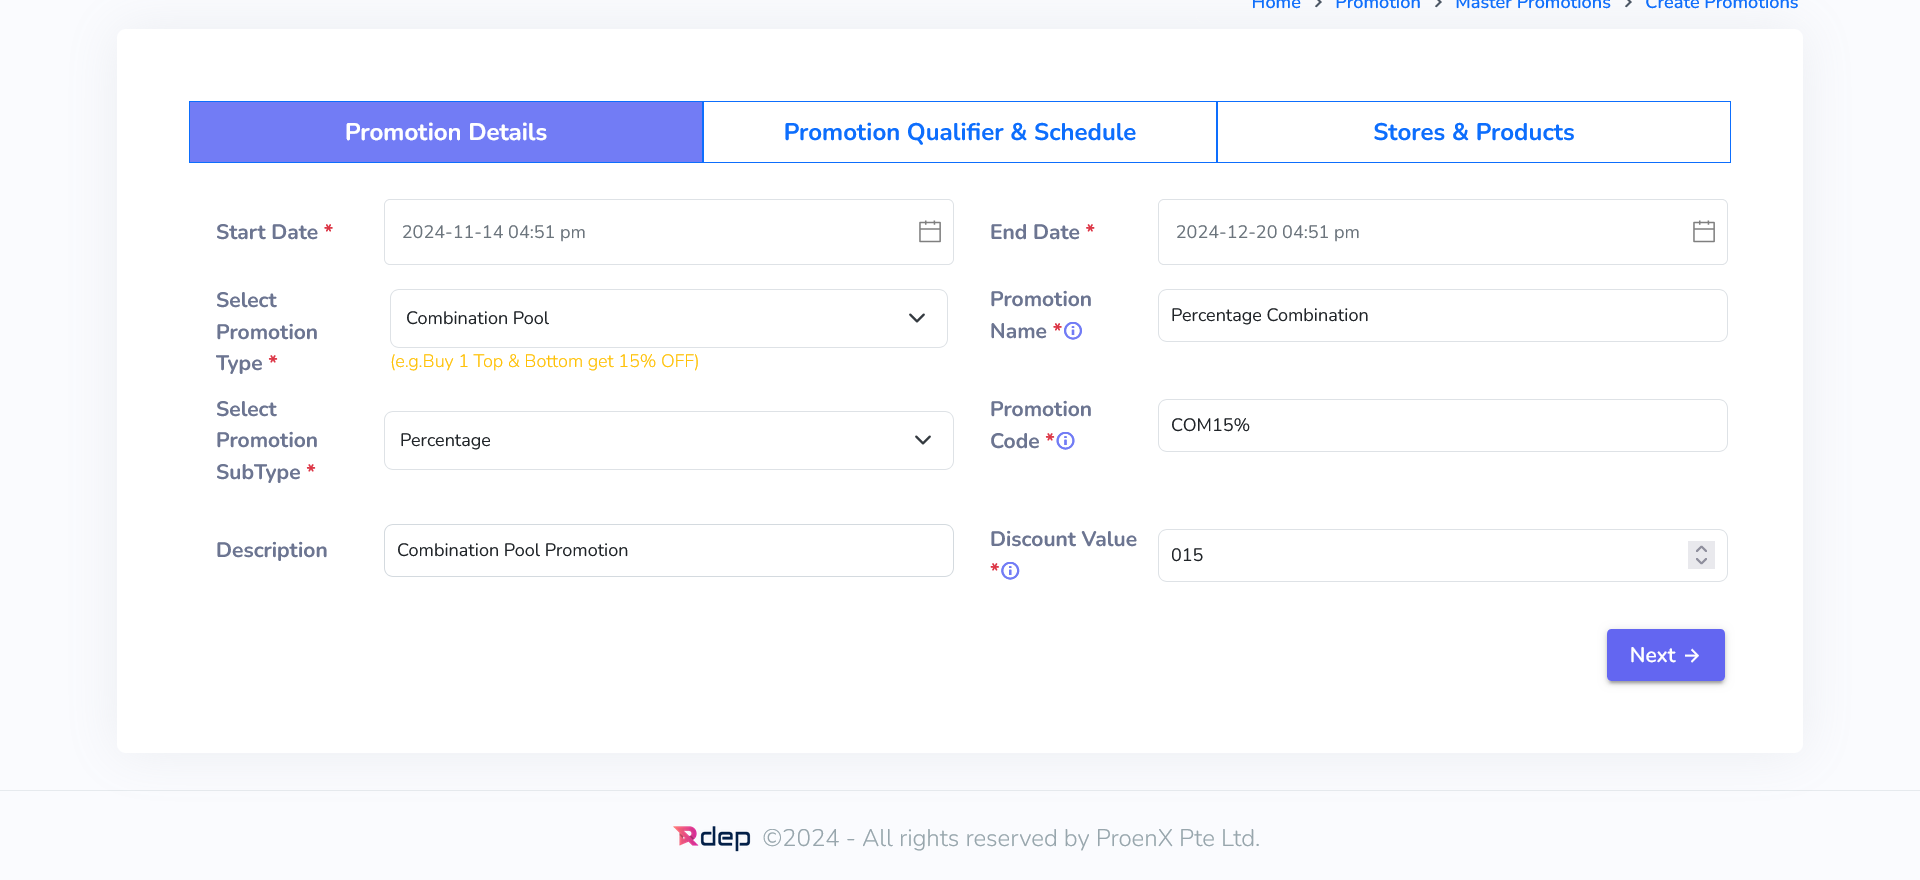 Home > Promotion > Master Promotions > Create Promotions
Promotion Details
Promotion Qualifier & Schedule
Stores & Products
Start Date *
2024-11-14 04:51 pm
End Date *
2024-12-20 04:51 pm
Select
Promotion
Type *
Combination Pool
(e.g.Buy 1 Top & Bottom get 15% OFF)
Promotion
Name *
Percentage Combination
Select
Promotion
SubType *
Percentage
Promotion
Code *
COM15%
Description
Combination Pool Promotion
Discount Value
*
015
Next →
Rdep ©2024 - All rights reserved by ProenX Pte Ltd.